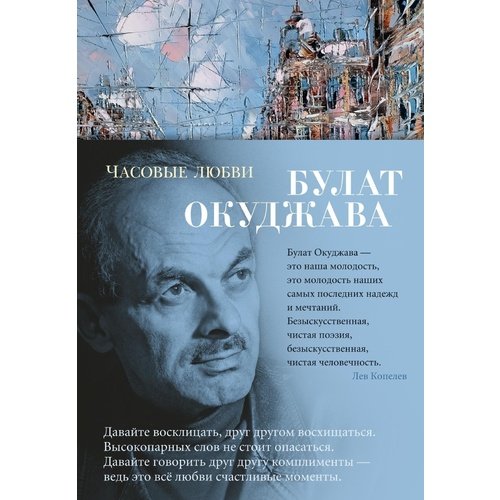 Часовые любви
БУЛАТ
ОКУДЖАВА
Булат Окуджава —
это наша молодость,
это молодость наших
самых последних надежд
и мечтаний.
Безыскусственная,
чистая поэзия,
безыскусственная,
чистая человечность.
Лев Копелев
Давайте восклицать, друг другом восхищаться.
Высокопарных слов не стоит опасаться.
Давайте говорить друг другу комплименты —
ведь это всё любви счастливые моменты.